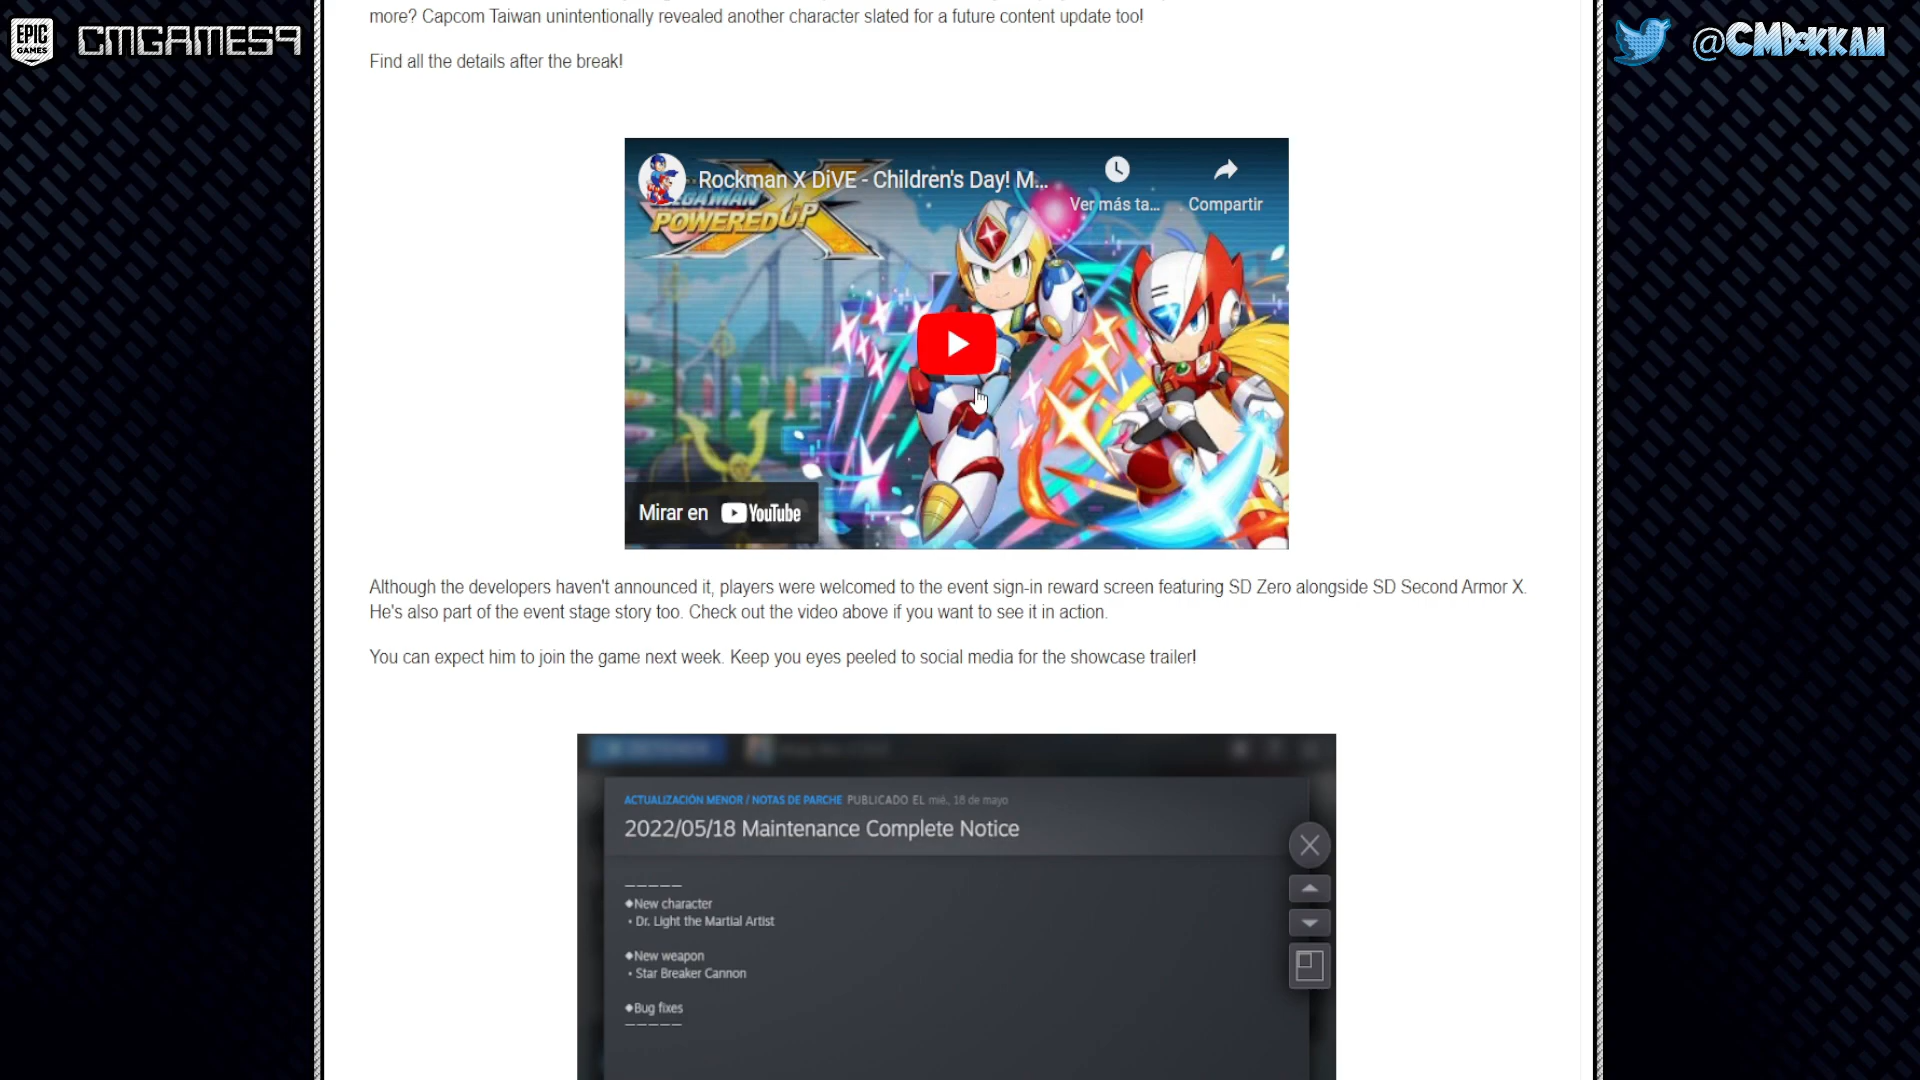 EPIC
GAMES
CMGAMES9
@CMDOKKAN
more? Capcom Taiwan unintentionally revealed another character slated for a future content update too!
Find all the details after the break!
Rockman X DiVE - Children's Day! M...
Ver más ta...
Compartir
MEGAMAN
POWERED UP
X
Mirar en YouTube
Although the developers haven't announced it, players were welcomed to the event sign-in reward screen featuring SD Zero alongside SD Second Armor X.
He's also part of the event stage story too. Check out the video above if you want to see it in action.
You can expect him to join the game next week. Keep you eyes peeled to social media for the showcase trailer!
ACTUALIZACIÓN MENOR / NOTAS DE PARCHE PUBLICADO EL mié., 18 de mayo
2022/05/18 Maintenance Complete Notice
—————
◆New character
・Dr. Light the Martial Artist
◆New weapon
・Star Breaker Cannon
◆Bug fixes
—————